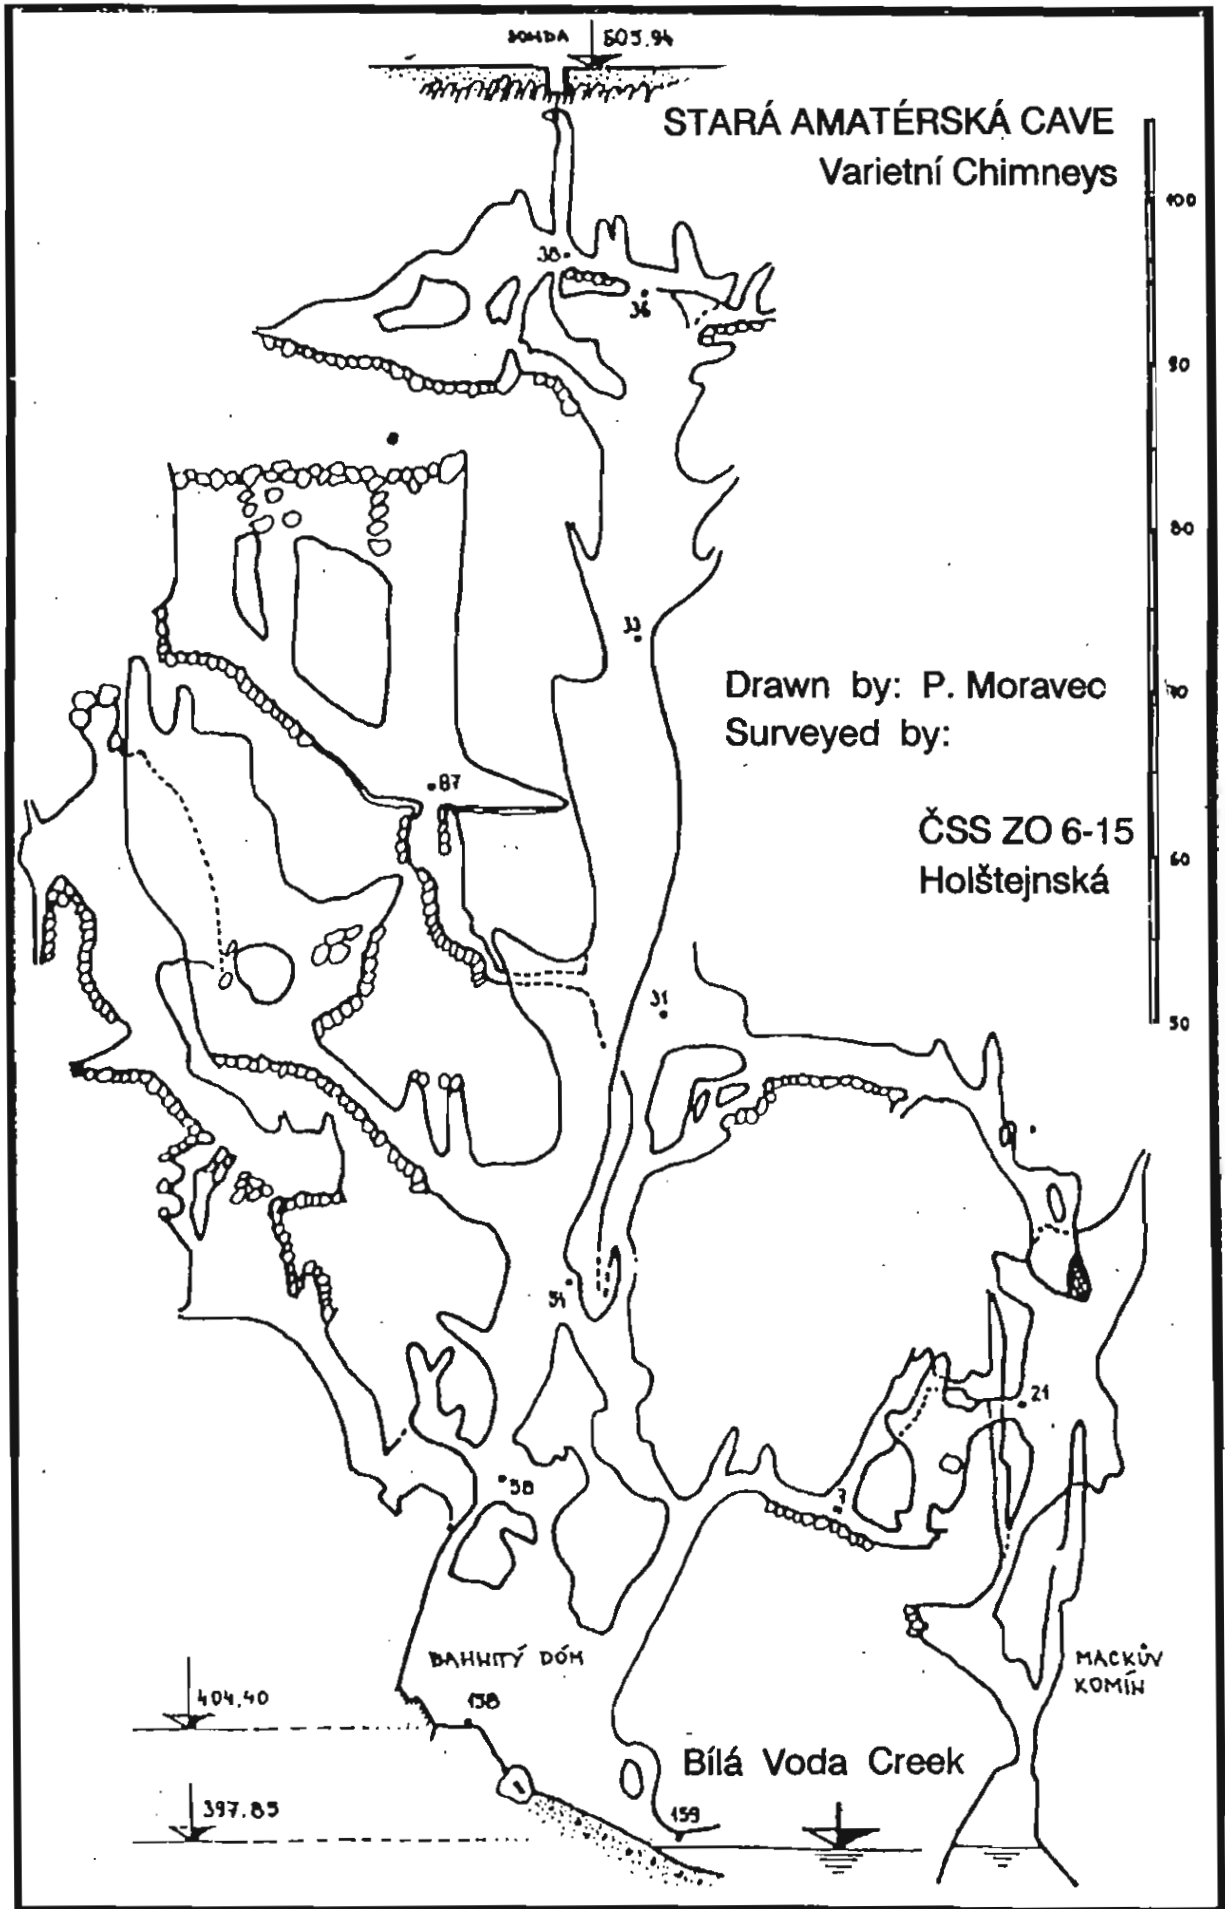 SONDA
505.94
STARÁ AMATÉRSKÁ CAVE
Varietní Chimneys
100
38
36
90
80
33
Drawn by: P. Moravec
70
Surveyed by:
87
ČSS ZO 6-15
60
Holštejnská
31
50
54
21
58
7
BAHNITÝ DÓM
MACKŮV
KOMÍN
404.40
158
Bílá Voda Creek
397.85
159